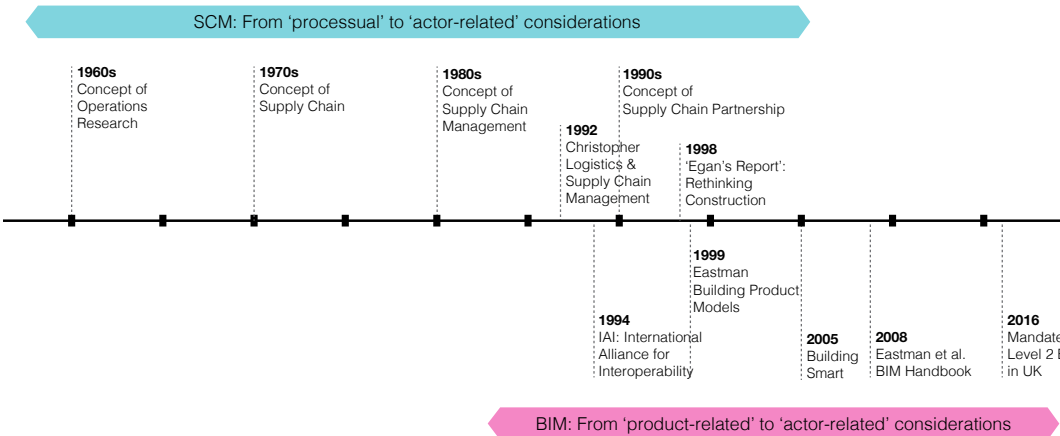 SCM: From ‘processual’ to ‘actor-related’ considerations
1960s
Concept of
Operations
Research
1970s
Concept of
Supply Chain
1980s
Concept of
Supply Chain
Management
1990s
Concept of
Supply Chain Partnership
1992
Christopher
Logistics &
Supply Chain
Management
1998
‘Egan’s Report’:
Rethinking
Construction
1994
IAI: International
Alliance for
Interoperability
1999
Eastman
Building Product
Models
2005
Building
Smart
2008
Eastman et al.
BIM Handbook
2016
Mandate
Level 2
in UK
BIM: From ‘product-related’ to ‘actor-related’ considerations